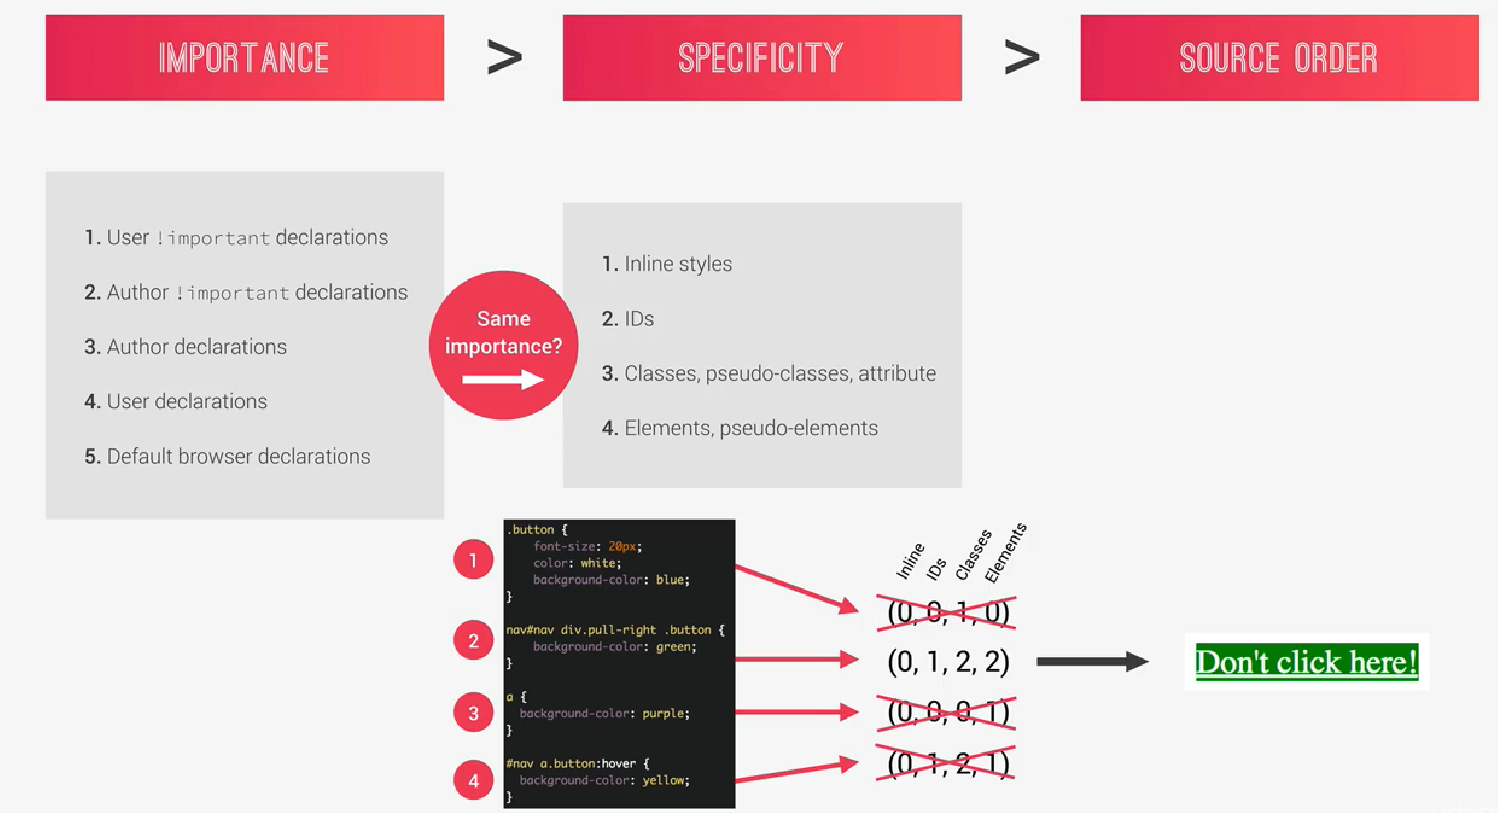 IMPORTANCE > SPECIFICITY > SOURCE ORDER
1. User !important declarations
2. Author !important declarations
3. Author declarations
4. User declarations
5. Default browser declarations
Same
importance?
1. Inline styles
2. IDs
3. Classes, pseudo-classes, attribute
4. Elements, pseudo-elements
1
.button {
font-size: 20px;
color: white;
background-color: blue;
}
2
nav#nav div.pull-right .button {
background-color: green;
}
3
a {
background-color: purple;
}
4
#nav a.button:hover {
background-color: yellow;
}
Inline
IDs
Classes
Elements
(0, 0, 1, 0)
(0, 1, 2, 2)
(0, 0, 0, 1)
(0, 1, 2, 1)
Don't click here!